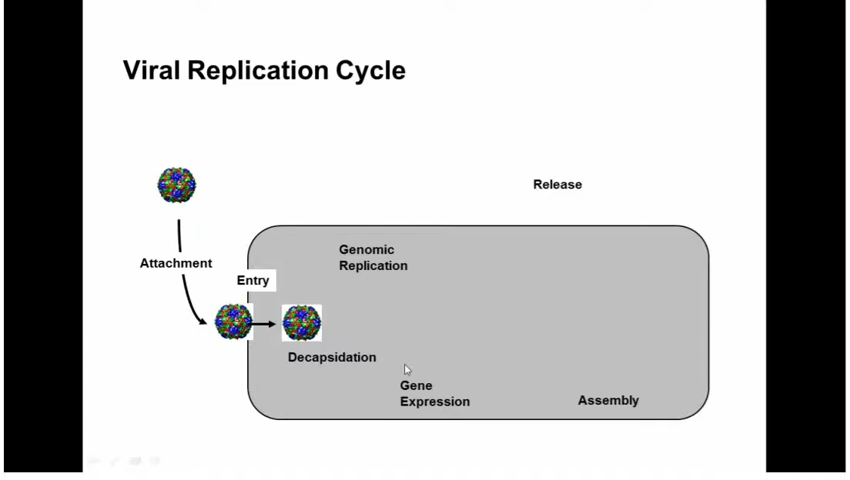 Viral Replication Cycle
Release
Genomic
Replication
Attachment
Entry
Decapsidation
Gene
Expression
Assembly